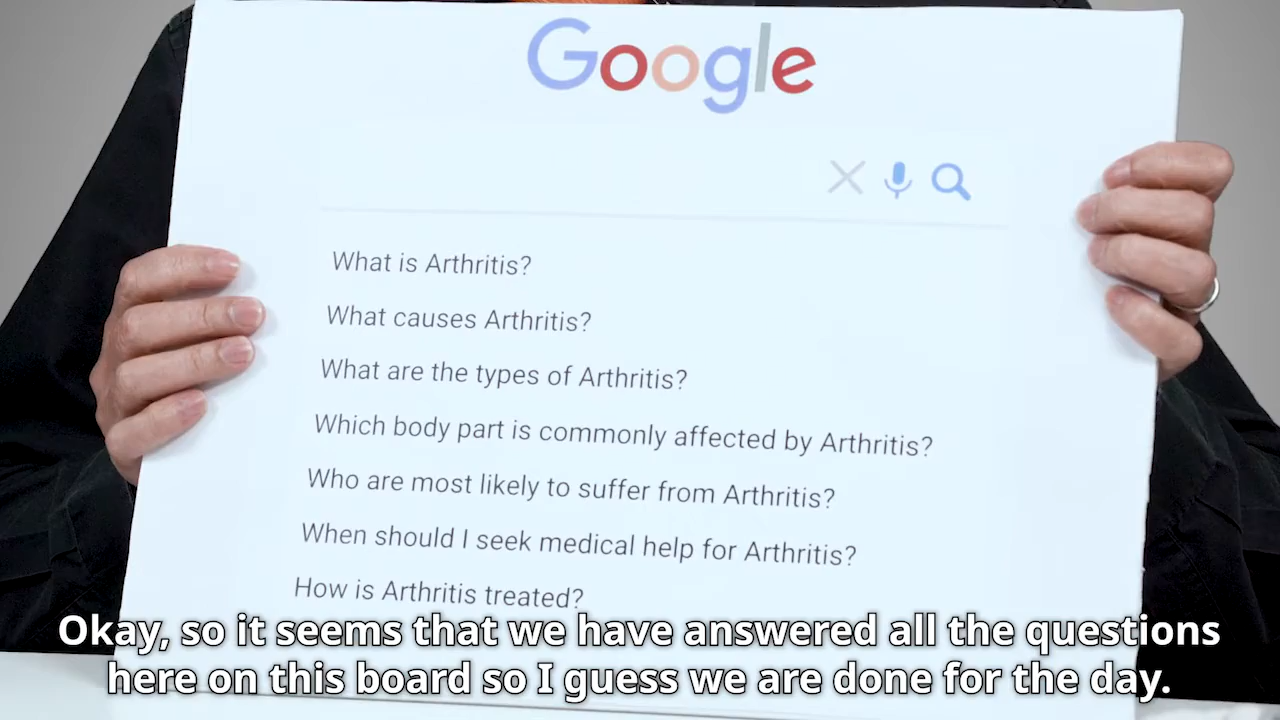 Google
What is Arthritis?
What causes Arthritis?
What are the types of Arthritis?
Which body part is commonly affected by Arthritis?
Who are most likely to suffer from Arthritis?
When should I seek medical help for Arthritis?
How is Arthritis treated?
Okay, so it seems that we have answered all the questions
here on this board so I guess we are done for the day.